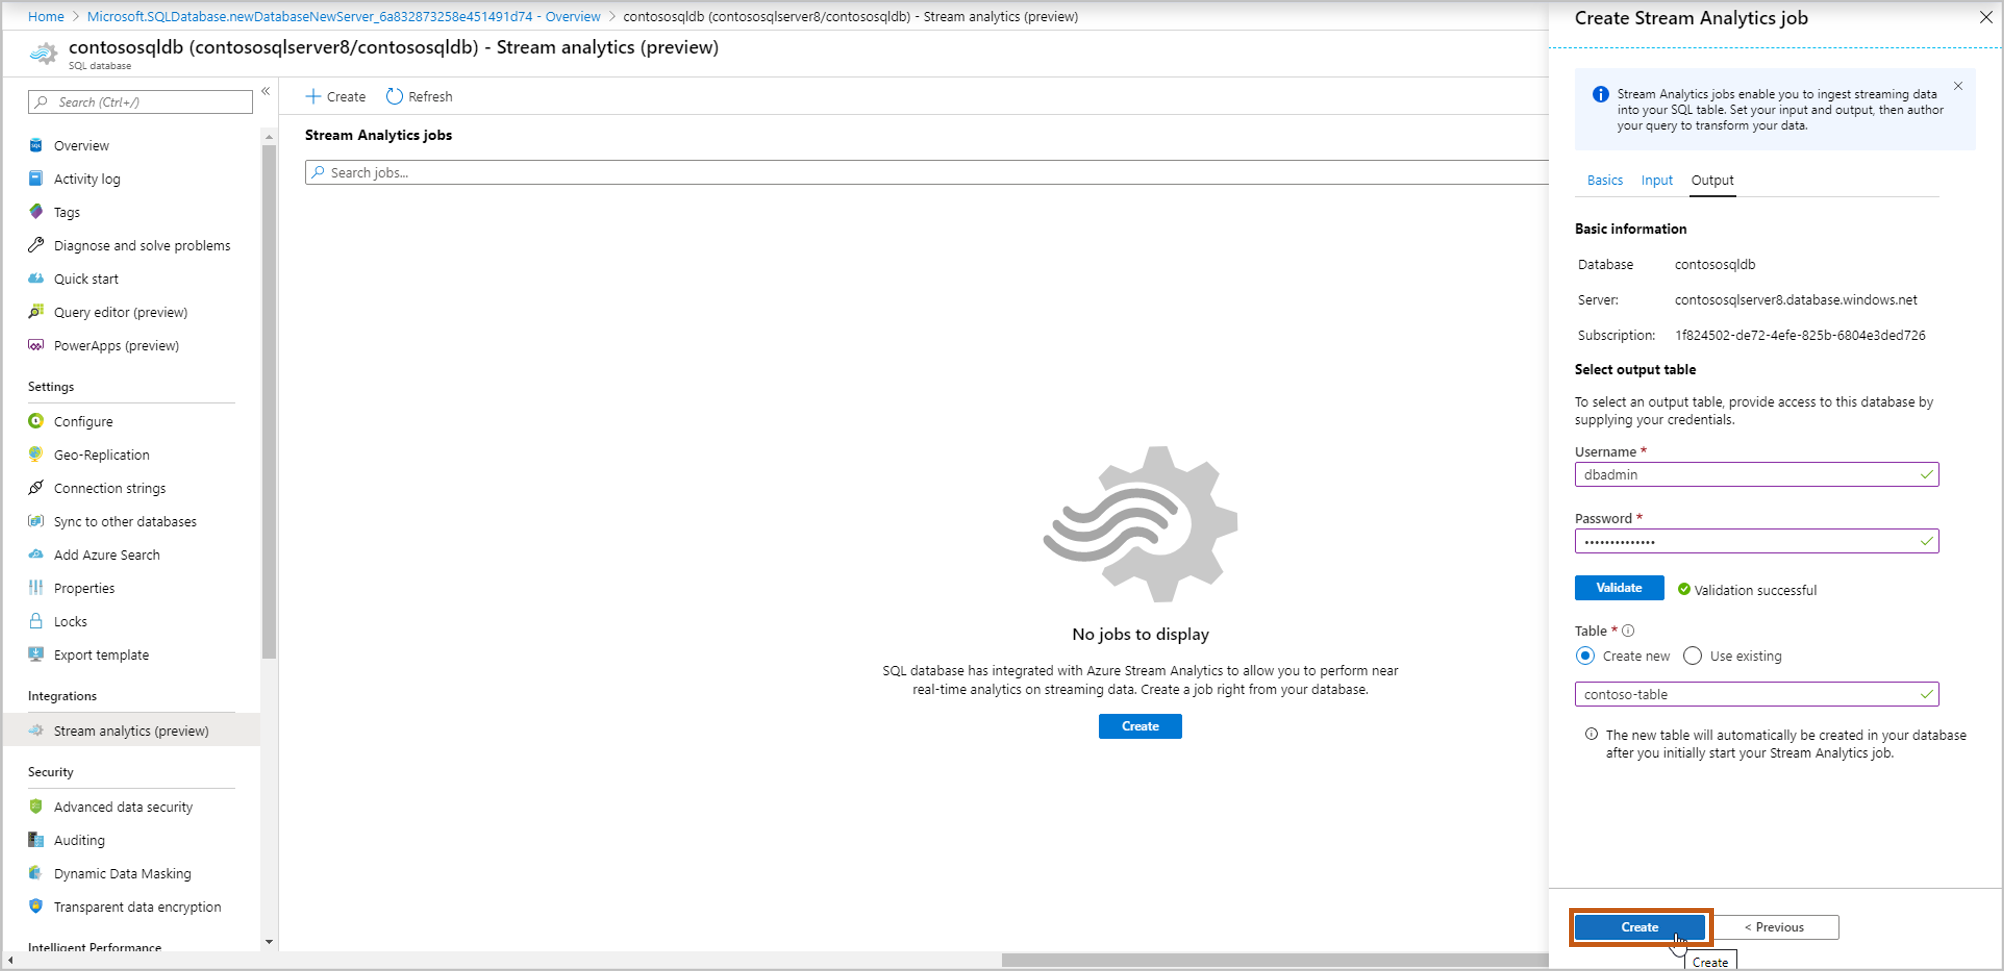 Home > Microsoft.SQLDatabase.newDatabaseNewServer_6a832873258e451491d74 - Overview > contososqldb (contososqlserver8/contososqldb) - Stream analytics (preview)
contososqldb (contososqlserver8/contososqldb) - Stream analytics (preview)
SQL database
Search (Ctrl+/)
«
Overview
Activity log
Tags
Diagnose and solve problems
Quick start
Query editor (preview)
PowerApps (preview)
Settings
Configure
Geo-Replication
Connection strings
Sync to other databases
Add Azure Search
Properties
Locks
Export template
Integrations
Stream analytics (preview)
Security
Advanced data security
Auditing
Dynamic Data Masking
Transparent data encryption
Intelligent Performance
Create
Refresh
Stream Analytics jobs
Search jobs...
No jobs to display
SQL database has integrated with Azure Stream Analytics to allow you to perform near
real-time analytics on streaming data. Create a job right from your database.
Create
Create Stream Analytics job
Stream Analytics jobs enable you to ingest streaming data
into your SQL table. Set your input and output, then author
your query to transform your data.
Basics Input Output
Basic information
Database contososqldb
Server: contososqlserver8.database.windows.net
Subscription: 1f824502-de72-4efe-825b-6804e3ded726
Select output table
To select an output table, provide access to this database by
supplying your credentials.
Username *
dbadmin
Password *
••••••••••••••
Validate Validation successful
Table *
Create new Use existing
contoso-table
The new table will automatically be created in your database
after you initially start your Stream Analytics job.
Create < Previous
Create